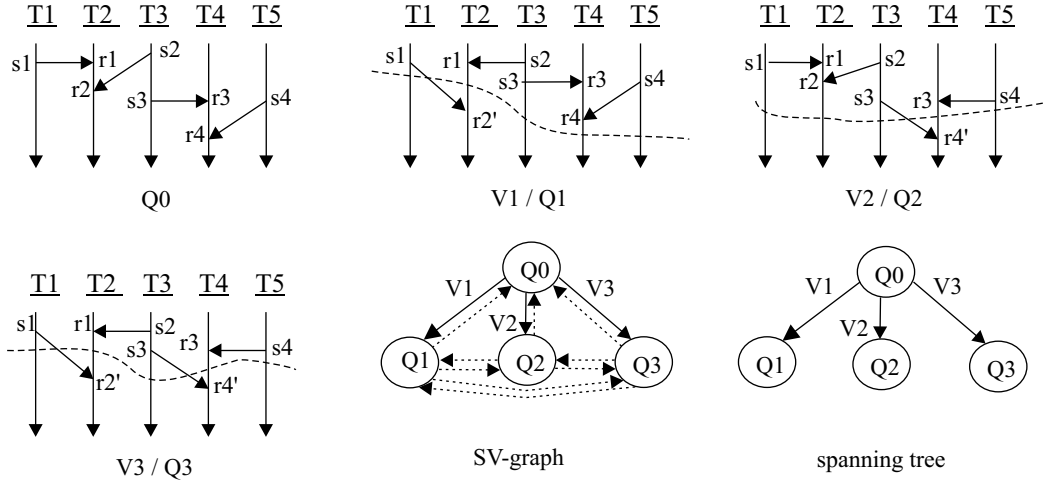 T1 T2 T3 T4 T5
s1 r1 s2
r2
s3 r3 s4
r4
Q0
T1 T2 T3 T4 T5
s1 r1 s2
s3 r3 s4
r2' r4
V1 / Q1
T1 T2 T3 T4 T5
s1 r1 s2
r2
s3 r3 s4
r4'
V2 / Q2
T1 T2 T3 T4 T5
s1 r1 s2
s3 r3 s4
r2' r4'
V3 / Q3
Q0
V1 V3
V2
Q1 Q2 Q3
SV-graph
Q0
V1 V3
V2
Q1 Q2 Q3
spanning tree